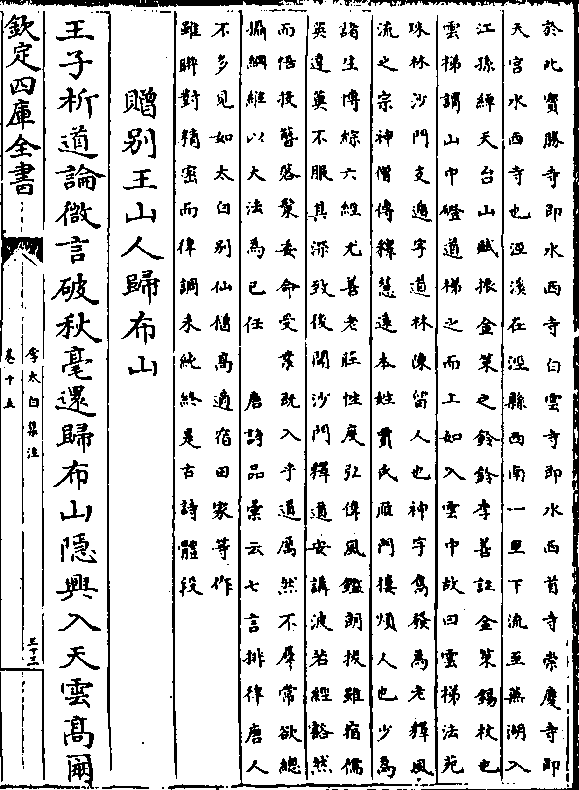 於此寳勝寺即水西寺白雲寺即水西首寺崇慶寺即
天宫水西寺也涇溪在涇縣西南一里下流至蕪湖入
江孫綽天台山賦振金策之鈴鈴李善註金策錫杖也
雲梯謂山中磴道梯之而上如入雲中故曰雲梯法苑
珠林沙門支遁字道林陳留人也神宇雋發為老釋風
流之宗神僧傳釋慧遠本姓賈氏雁門樓煩人也少為
諸生博綜六經尤善老莊性度弘偉風鑑朗拔雖宿儒
英達莫不服其深致後聞沙門釋道安講波若經豁然
而悟投簪落髮委命受業既入乎道厲然不羣常欲總
攝綱維以大法為已任　唐詩品彚云七言排律唐人
不多見如太白别仙僧髙適宿田家等作
雖聨對精密而律調未純終是古詩體段
贈别王山人歸布山
王子析道論微言破秋毫還歸布山隱興入天雲髙爾
欽定四庫全書
李太白集注
卷十五
三十二